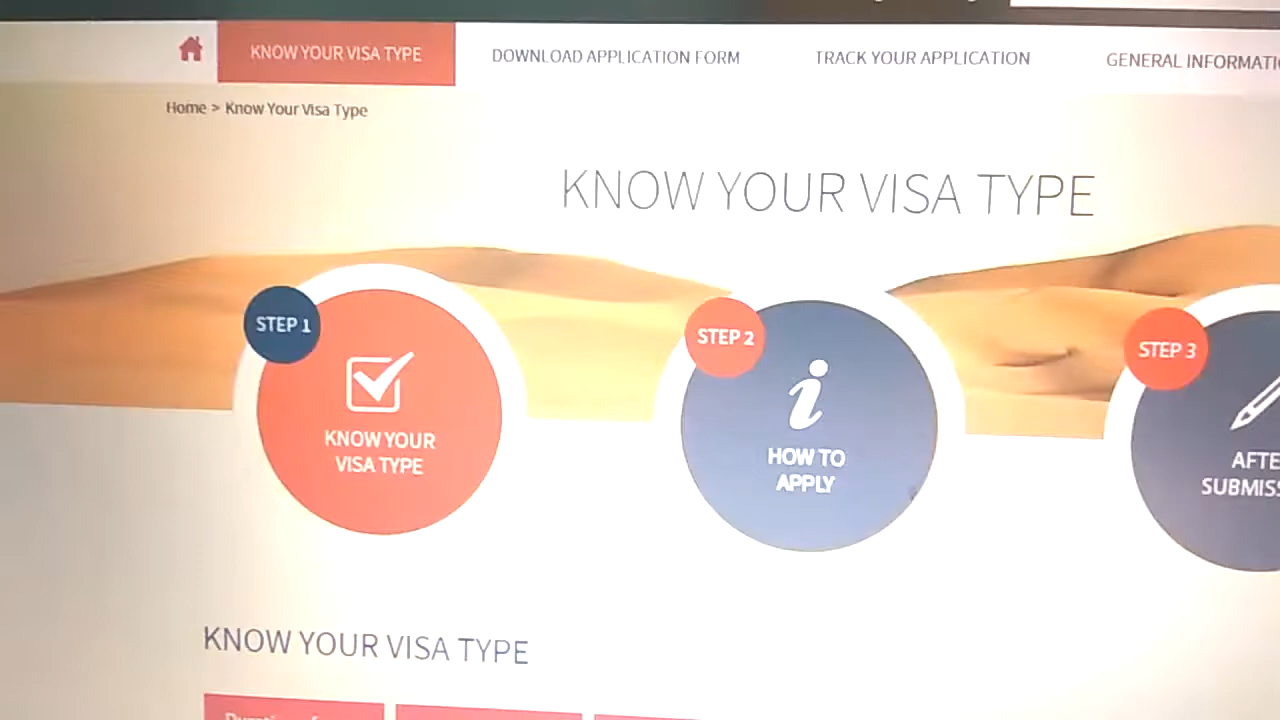 KNOW YOUR VISA TYPE
DOWNLOAD APPLICATION FORM
TRACK YOUR APPLICATION
GENERAL
Home > Know Your Visa Type
KNOW YOUR VISA TYPE
STEP 1
KNOW YOUR
VISA TYPE
STEP 2
HOW TO
APPLY
STEP 3
KNOW YOUR VISA TYPE